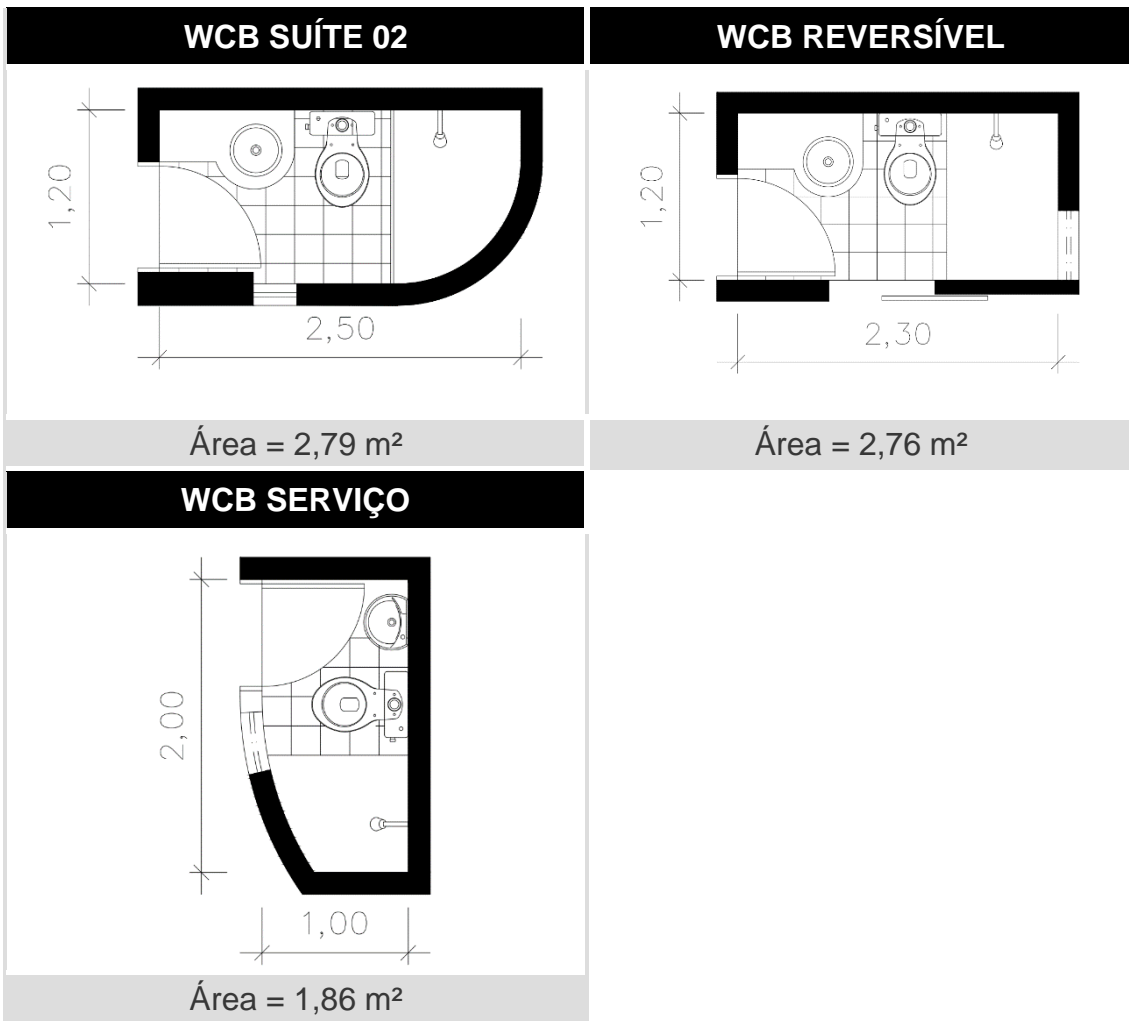 WCB SUÍTE 02
1,20
2,50
Área = 2,79 m²
WCB REVERSÍVEL
1,20
2,30
Área = 2,76 m²
WCB SERVIÇO
2,00
1,00
Área = 1,86 m²